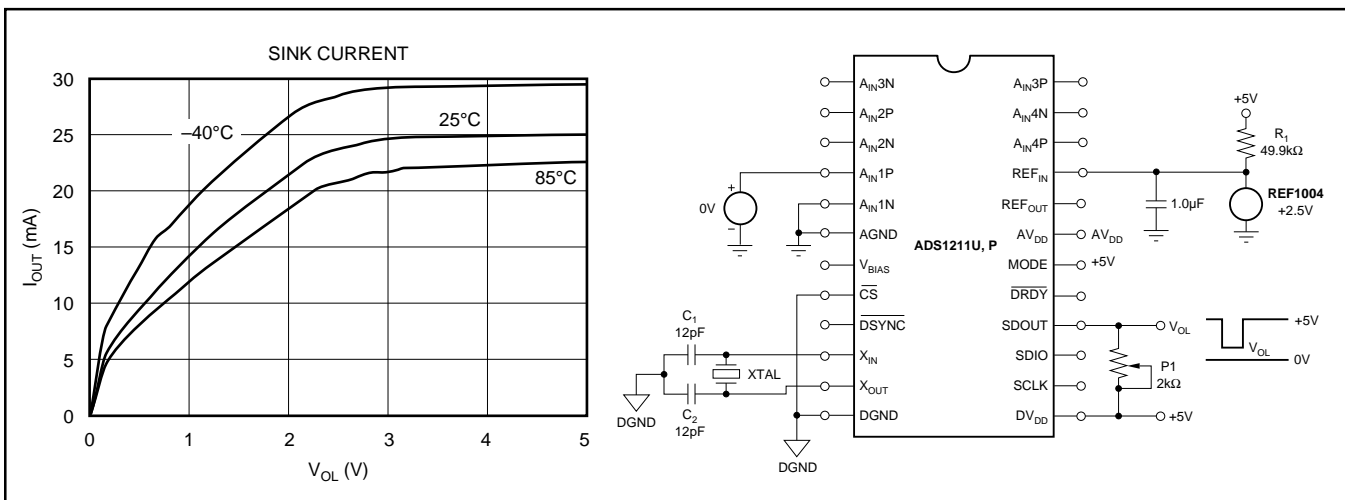 SINK CURRENT
30
25
20
15
10
5
0
I_OUT (mA)
–40°C
25°C
85°C
0 1 2 3 4 5
V_OL (V)
A_IN3N
A_IN2P
A_IN2N
A_IN1P
A_IN1N
AGND
V_BIAS
CS
DSYNC
X_IN
X_OUT
DGND
ADS1211U, P
A_IN3P
A_IN4N
A_IN4P
REF_IN
REF_OUT
AV_DD
MODE
DRDY
SDOUT
SDIO
SCLK
DV_DD
+
0V
–
C1
12pF
XTAL
C2
12pF
DGND
DGND
+5V
R1
49.9kΩ
1.0µF
REF1004
+2.5V
AV_DD
+5V
V_OL
P1
2kΩ
+5V
+5V
V_OL
0V